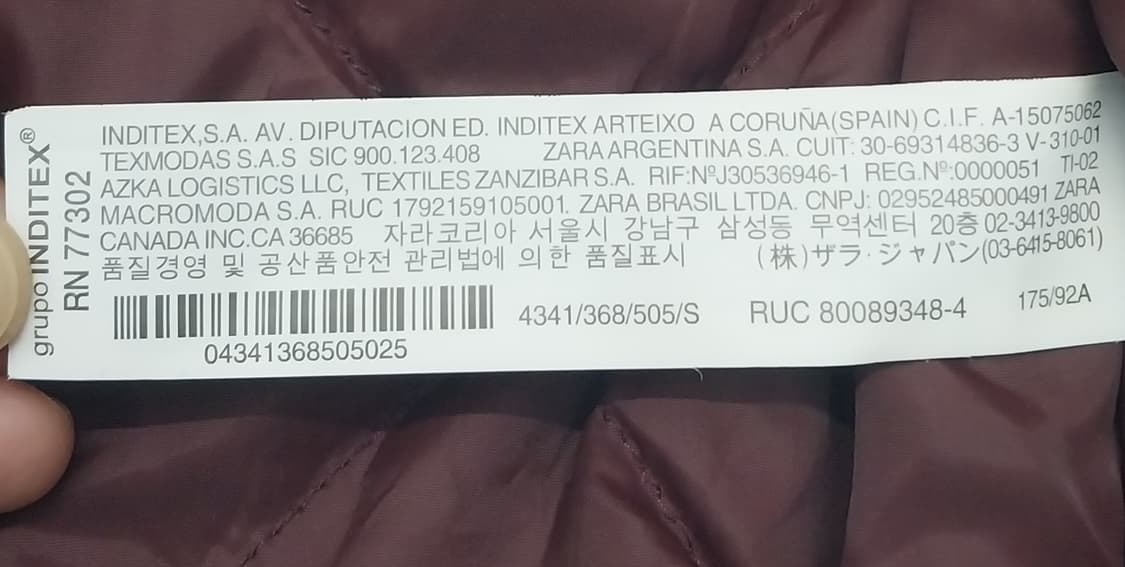 grupo INDITEX®
RN 77302
INDITEX,S.A. AV. DIPUTACION ED. INDITEX ARTEIXO A CORUÑA(SPAIN) C.I.F. A-15075062
TEXMODAS S.A.S SIC 900.123.408 ZARA ARGENTINA S.A. CUIT: 30-69314836-3 V-310-01
AZKA LOGISTICS LLC, TEXTILES ZANZIBAR S.A. RIF:NºJ30536946-1 REG.Nº:0000051 TI-02
MACROMODA S.A. RUC 1792159105001. ZARA BRASIL LTDA. CNPJ: 02952485000491 ZARA
CANADA INC.CA 36685 자라코리아 서울시 강남구 삼성동 무역센터 20층 02-3413-9800
품질경영 및 공산품안전 관리법에 의한 품질표시 (株)ザラ・ジャパン(03-6415-8061)
4341/368/505/S RUC 80089348-4 175/92A
04341368505025